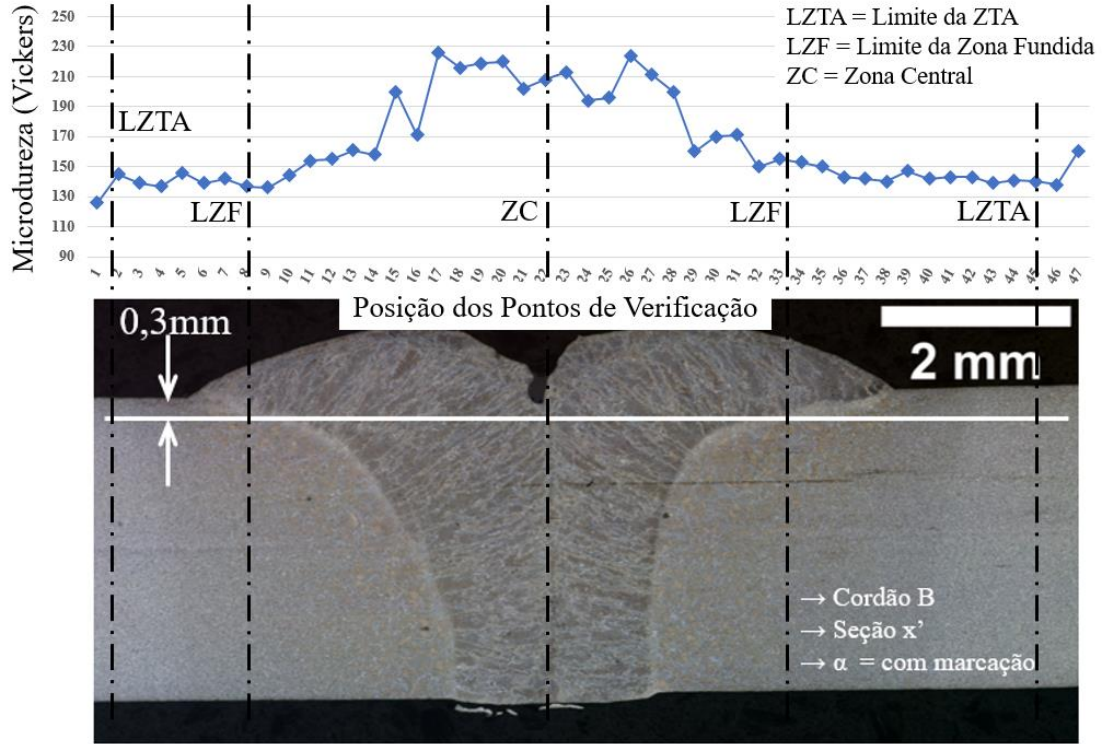 Microdureza (Vickers)
250
230
210
190
170
150
130
110
90
LZTA = Limite da ZTA
LZF = Limite da Zona Fundida
ZC = Zona Central
LZTA
LZF
ZC
LZF
LZTA
1 2 3 4 5 6 7 8 9 10 11 12 13 14 15 16 17 18 19 20 21 22 23 24 25 26 27 28 29 30 31 32 33 34 35 36 37 38 39 40 41 42 43 44 45 46 47
Posição dos Pontos de Verificação
0,3mm
2 mm
→ Cordão B
→ Seção x’
→ α = com marcação